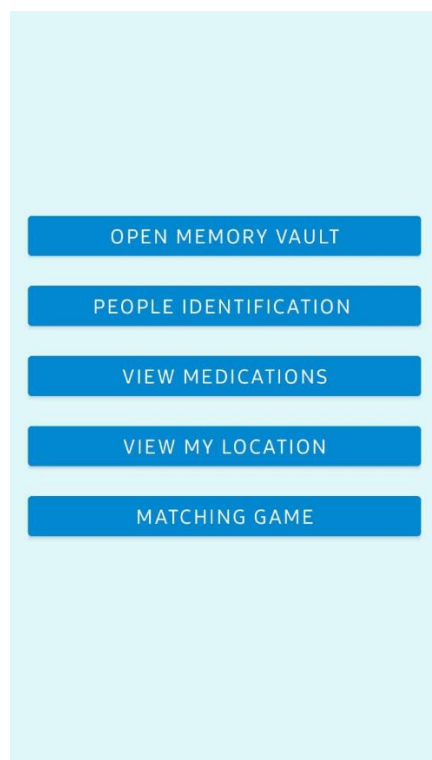 OPEN MEMORY VAULT
PEOPLE IDENTIFICATION
VIEW MEDICATIONS
VIEW MY LOCATION
MATCHING GAME